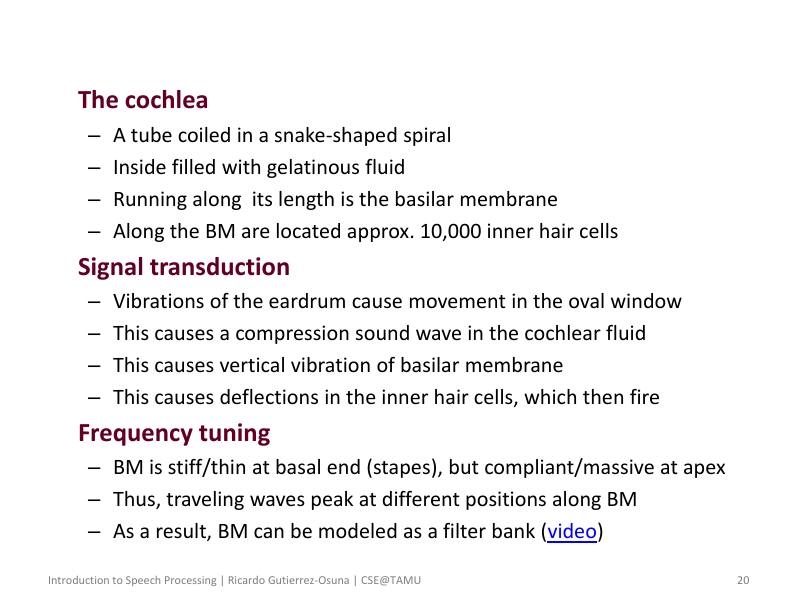 The cochlea
– A tube coiled in a snake-shaped spiral
– Inside filled with gelatinous fluid
– Running along  its length is the basilar membrane
– Along the BM are located approx. 10,000 inner hair cells
Signal transduction
– Vibrations of the eardrum cause movement in the oval window
– This causes a compression sound wave in the cochlear fluid
– This causes vertical vibration of basilar membrane
– This causes deflections in the inner hair cells, which then fire
Frequency tuning
– BM is stiff/thin at basal end (stapes), but compliant/massive at apex
– Thus, traveling waves peak at different positions along BM
– As a result, BM can be modeled as a filter bank (video)
Introduction to Speech Processing | Ricardo Gutierrez-Osuna | CSE@TAMU 20